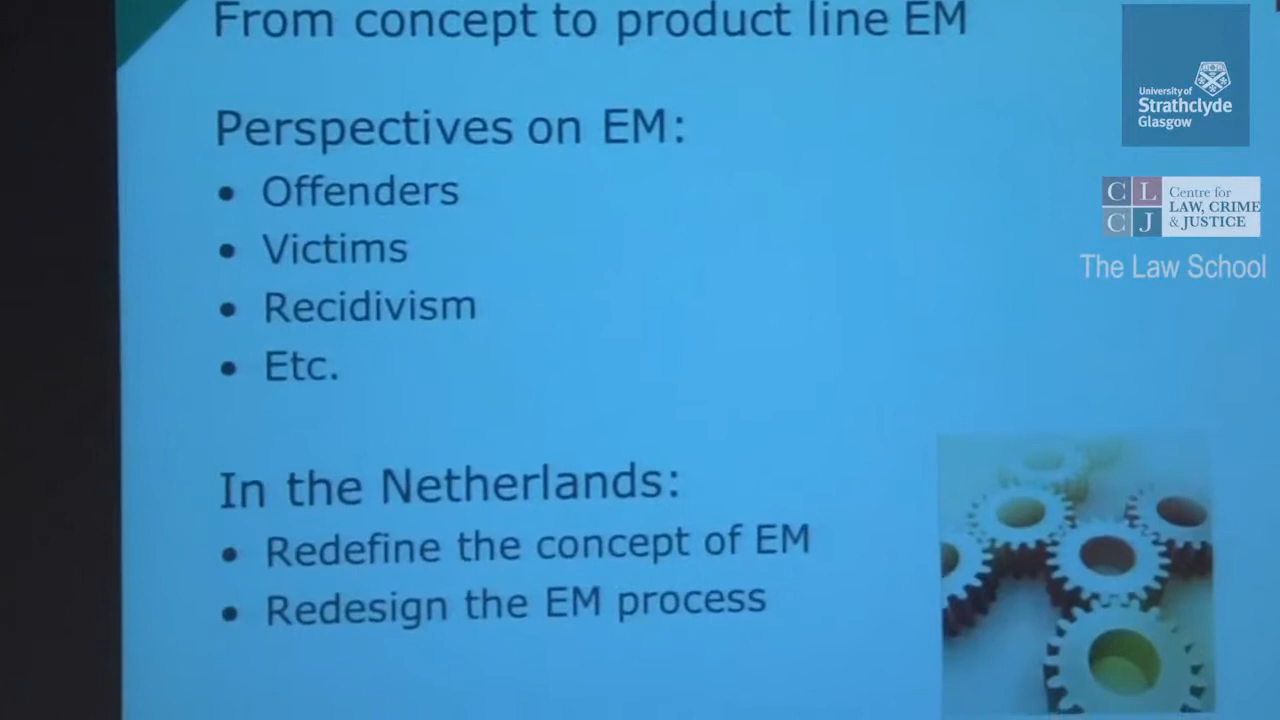 From concept to product line EM
Perspectives on EM:
• Offenders
• Victims
• Recidivism
• Etc.
In the Netherlands:
• Redefine the concept of EM
• Redesign the EM process
University of
Strathclyde
Glasgow
C L
C J
Centre for
LAW, CRIME
& JUSTICE
The Law School